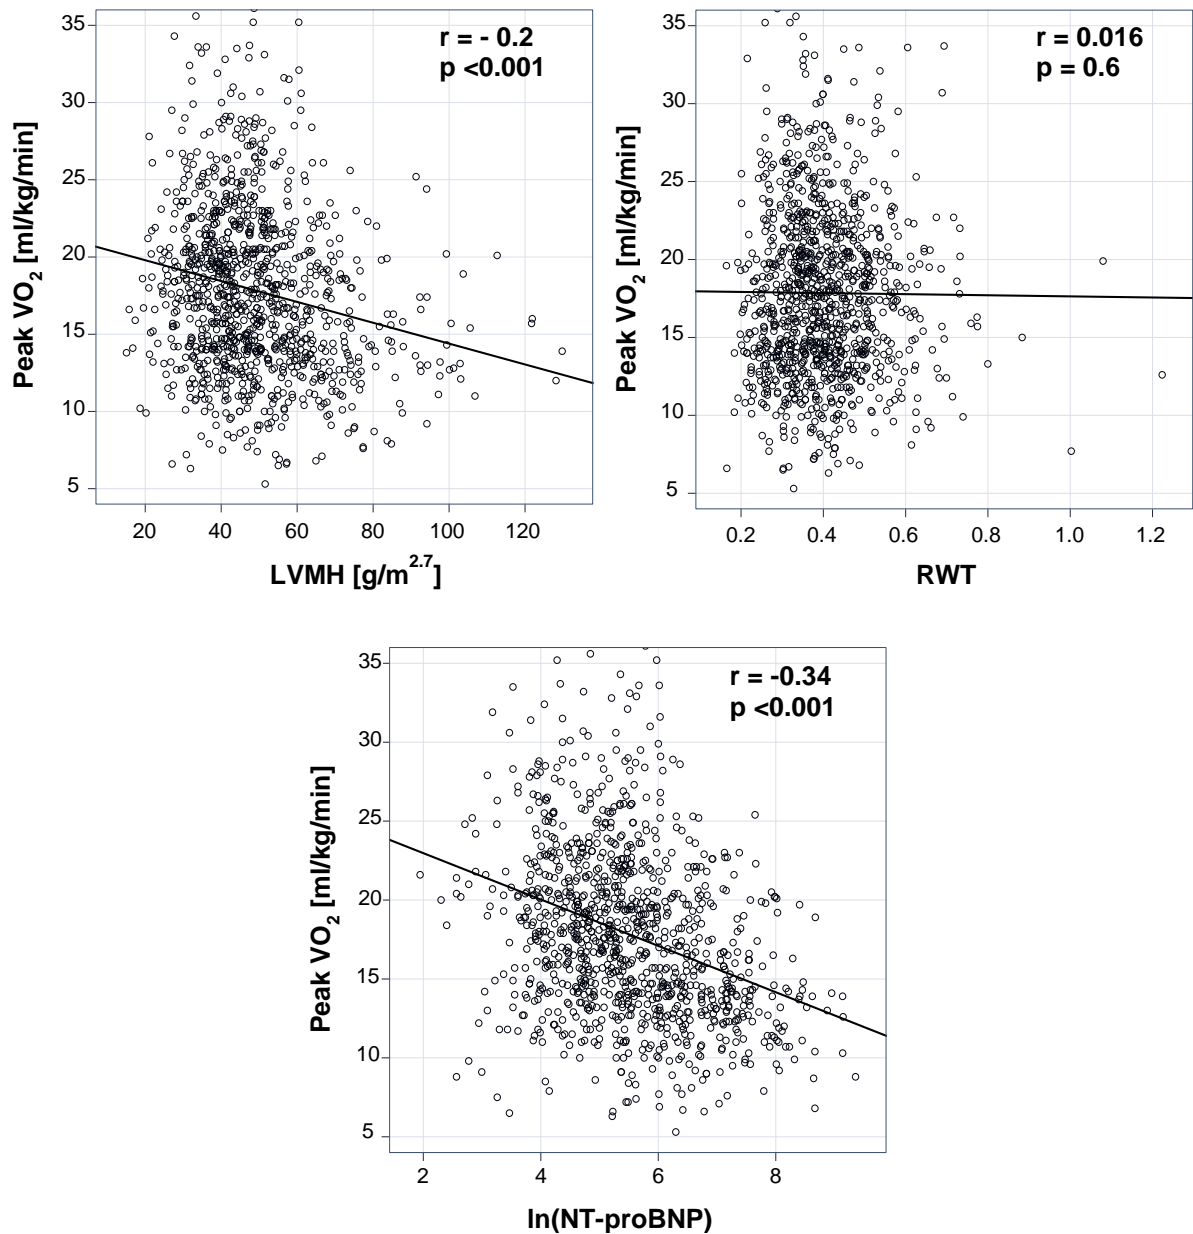 r = - 0.2
p <0.001
35
30
25
20
15
10
5
Peak VO2 [ml/kg/min]
20 40 60 80 100 120
LVMH [g/m2.7]
r = 0.016
p = 0.6
35
30
25
20
15
10
5
Peak VO2 [ml/kg/min]
0.2 0.4 0.6 0.8 1.0 1.2
RWT
r = -0.34
p <0.001
35
30
25
20
15
10
5
Peak VO2 [ml/kg/min]
2 4 6 8
ln(NT-proBNP)